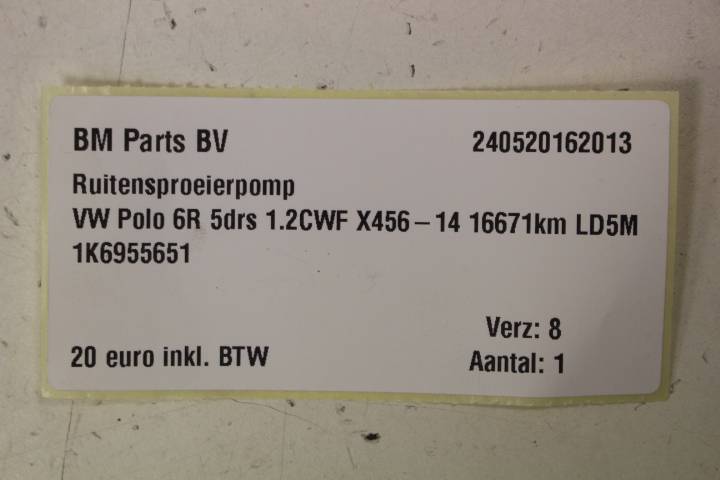 BM Parts BV 240520162013
Ruitensproeierpomp
VW Polo 6R 5drs 1.2CWF X456-14 16671km LD5M
1K6955651
Verz: 8
20 euro inkl. BTW Aantal: 1